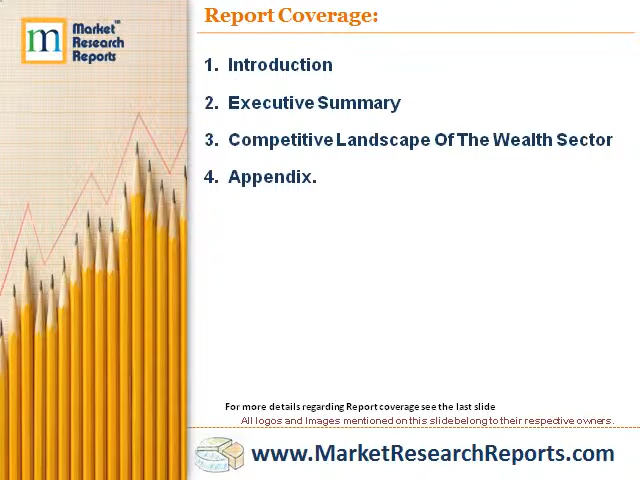 Market
Research
Reports
TM
m
Report Coverage:
1. Introduction
2. Executive Summary
3. Competitive Landscape Of The Wealth Sector
4. Appendix.
For more details regarding Report coverage see the last slide
All logos and Images mentioned on this slide belong to their respective owners.
www.MarketResearchReports.com